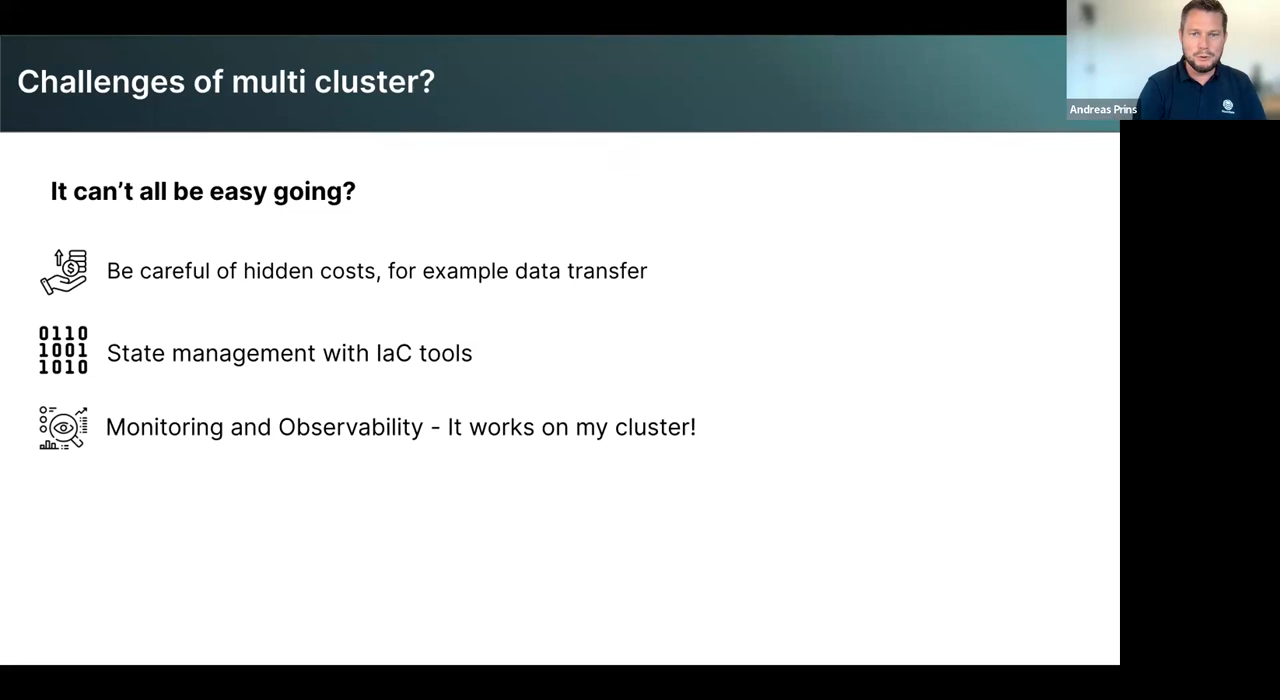 Challenges of multi cluster?
Andreas Prins
It can't all be easy going?
Be careful of hidden costs, for example data transfer
0110
1001
1010
State management with IaC tools
Monitoring and Observability - It works on my cluster!